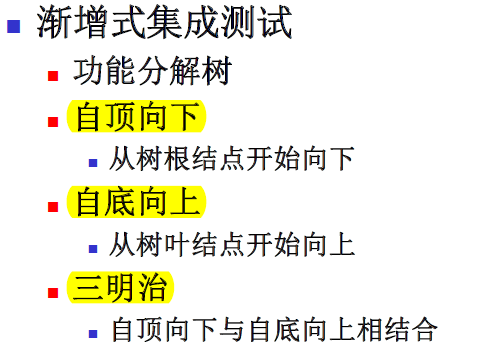 渐增式集成测试
功能分解树
自顶向下
从树根结点开始向下
自底向上
从树叶结点开始向上
三明治
自顶向下与自底向上相结合